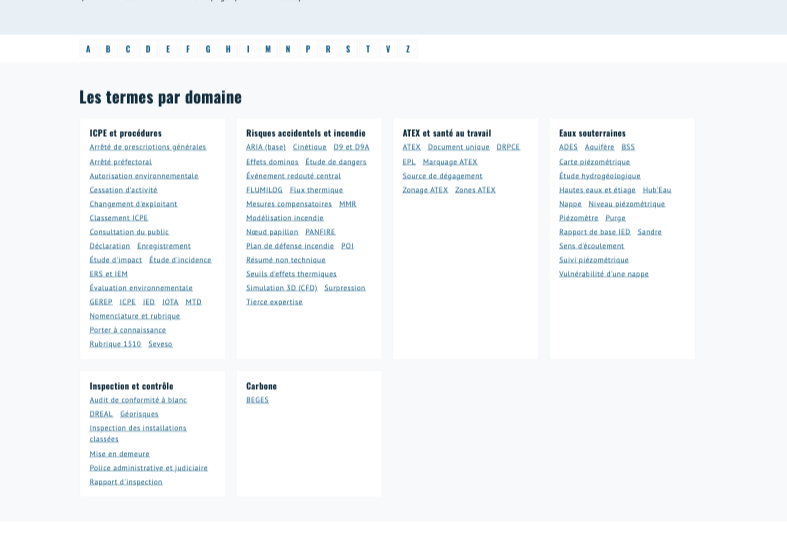 A B C D E F G H I M N P R S T V Z
Les termes par domaine
ICPE et procédures
Arrêté de prescriptions générales
Arrêté préfectoral
Autorisation environnementale
Cessation d'activité
Changement d'exploitant
Classement ICPE
Consultation du public
Déclaration Enregistrement
Étude d'impact Étude d'incidence
ERS et IEM
Évaluation environnementale
GEREP ICPE IED IOTA MTD
Nomenclature et rubrique
Porter à connaissance
Rubrique 1510 Seveso
Risques accidentels et incendie
ARIA (base) Cinétique D9 et D9A
Effets dominos Étude de dangers
Événement redouté central
FLUMILOG Flux thermique
Mesures compensatoires MMR
Modélisation incendie
Nœud papillon PANFIRE
Plan de défense incendie POI
Résumé non technique
Seuils d'effets thermiques
Simulation 3D (CFD) Surpression
Tierce expertise
ATEX et santé au travail
ATEX Document unique DRPCE
EPL Marquage ATEX
Source de dégagement
Zonage ATEX Zones ATEX
Eaux souterraines
ADES Aquifère BSS
Carte piézométrique
Étude hydrogéologique
Hautes eaux et étiage Hub'Eau
Nappe Niveau piézométrique
Piézomètre Purge
Rapport de base IED Sandre
Sens d'écoulement
Suivi piézométrique
Vulnérabilité d'une nappe
Inspection et contrôle
Audit de conformité à blanc
DREAL Géorisques
Inspection des installations
classées
Mise en demeure
Police administrative et judiciaire
Rapport d'inspection
Carbone
BEGES